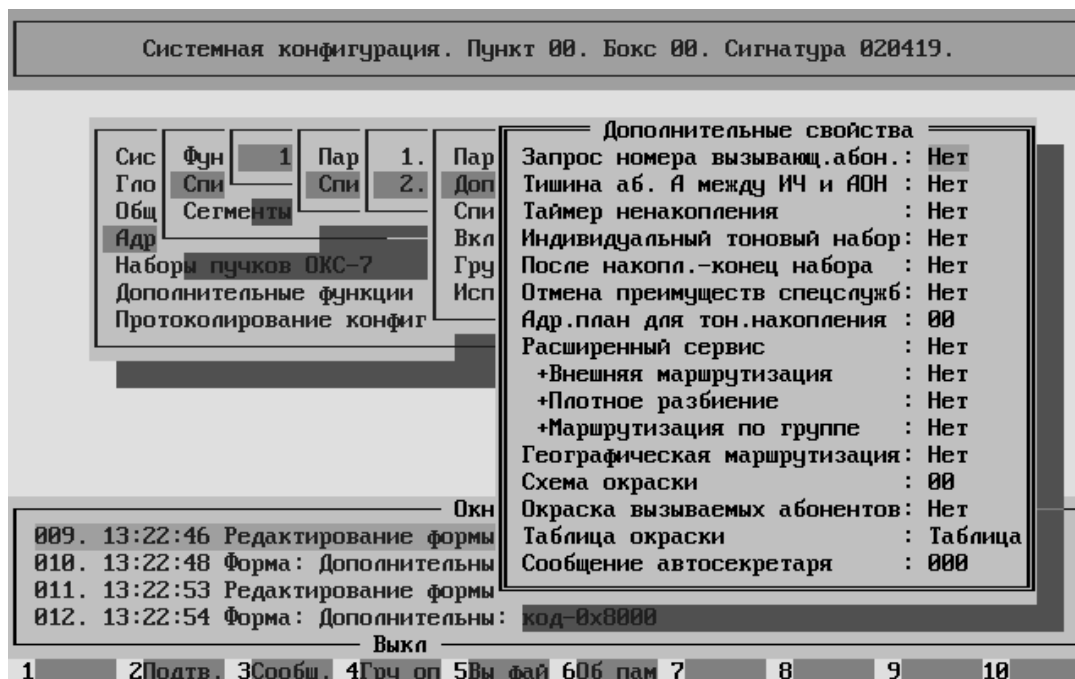 Системная конфигурация. Пункт 00. Бокс 00. Сигнатура 020419.
Сис Фун 1 Пар 1. Пар
Гло Спи Спи 2. Доп
Общ Сегменты Спи
Адр Вкл
Наборы пучков ОКС-7 Гру
Дополнительные функции Исп
Протоколирование конфиг
Дополнительные свойства
Запрос номера вызывающ.абон.: Нет
Тишина аб. А между ИЧ и АОН : Нет
Таймер ненакопления : Нет
Индивидуальный тоновый набор: Нет
После накопл.-конец набора : Нет
Отмена преимуществ спецслужб: Нет
Адр.план для тон.накопления : 00
Расширенный сервис : Нет
+Внешняя маршрутизация : Нет
+Плотное разбиение : Нет
+Маршрутизация по группе : Нет
Географическая маршрутизация: Нет
Схема окраски : 00
Окраска вызываемых абонентов: Нет
Таблица окраски : Таблица
Сообщение автосекретаря : 000
Окн
009. 13:22:46 Редактирование формы
010. 13:22:48 Форма: Дополнительны
011. 13:22:53 Редактирование формы
012. 13:22:54 Форма: Дополнительны: код-0x8000
Выкл
1 2Подтв. 3Сообщ. 4Гру оп 5Вы фай 6Об пам 7 8 9 10